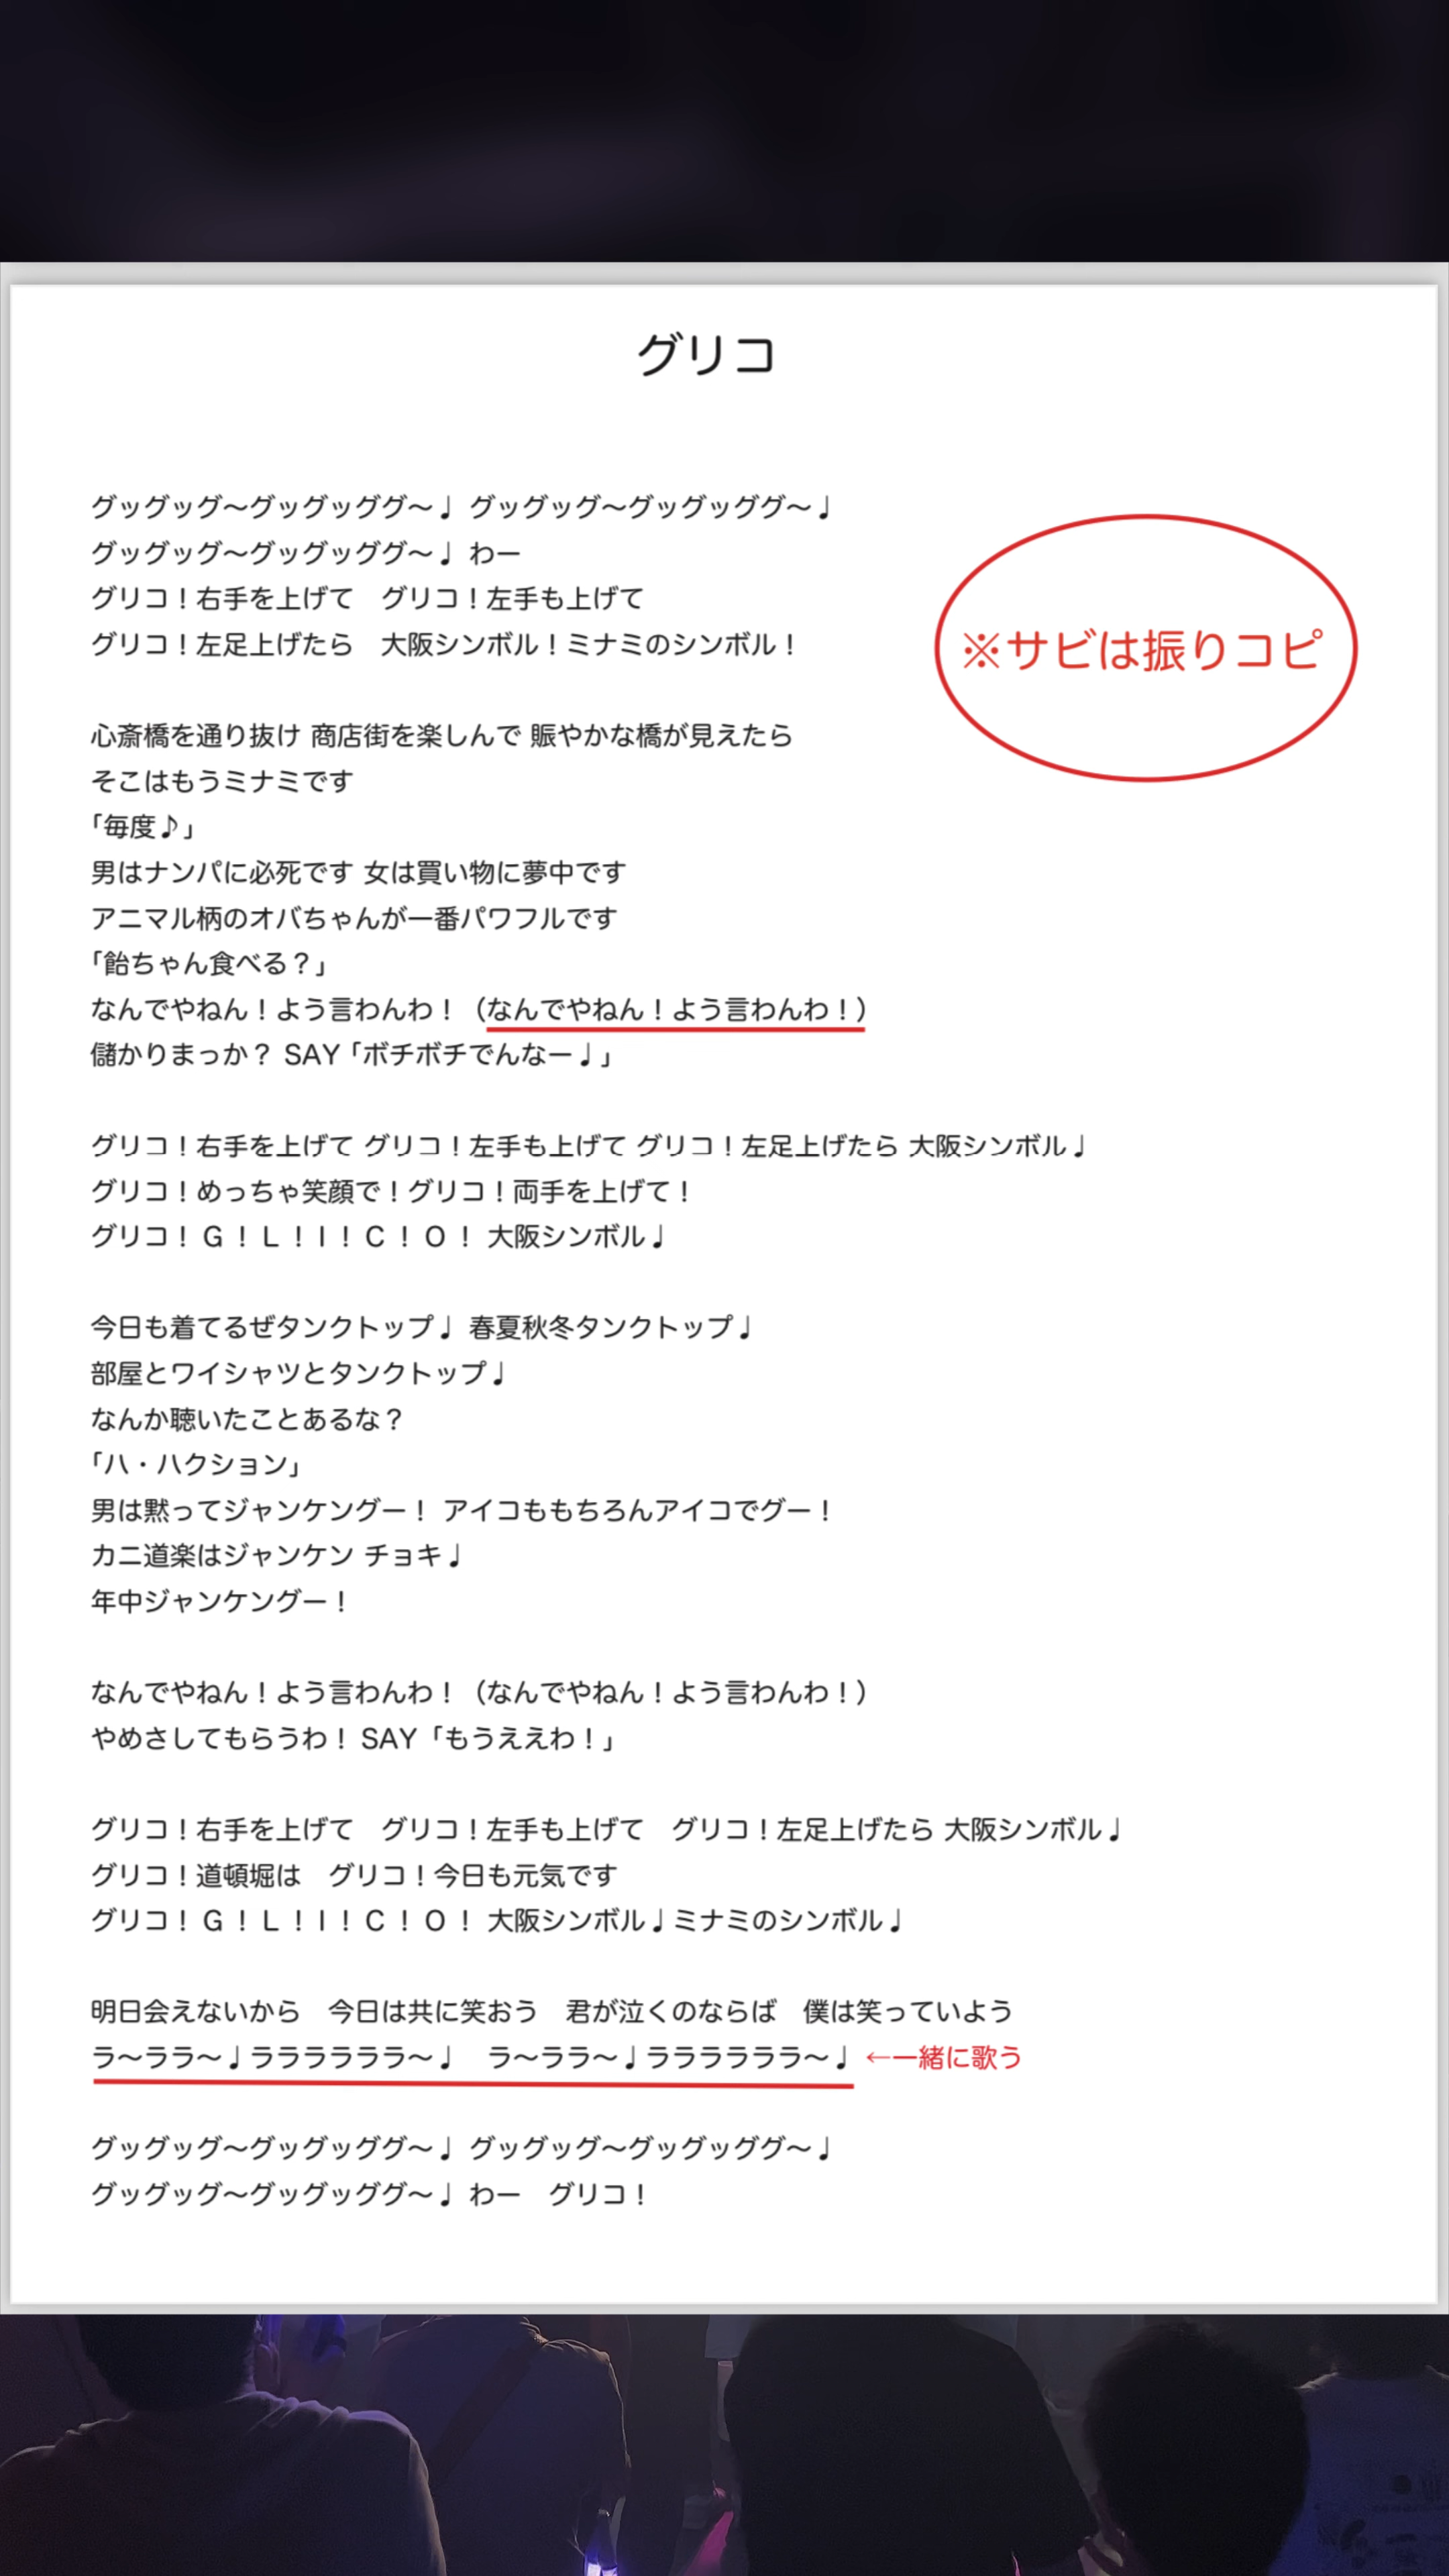 グリコ
グッグッグ〜グッグッググ〜♩ グッグッグ〜グッグッググ〜♩
グッグッグ〜グッグッググ〜♩ わー
グリコ！右手を上げて　グリコ！左手も上げて
グリコ！左足上げたら　大阪シンボル！ミナミのシンボル！
※サビは振りコピ
心斎橋を通り抜け 商店街を楽しんで 賑やかな橋が見えたら
そこはもうミナミです
「毎度♪」
男はナンパに必死です 女は買い物に夢中です
アニマル柄のオバちゃんが一番パワフルです
「飴ちゃん食べる？」
なんでやねん！よう言わんわ！（なんでやねん！よう言わんわ！）
儲かりまっか？ SAY「ボチボチでんなー♩」
グリコ！右手を上げて グリコ！左手も上げて グリコ！左足上げたら 大阪シンボル♩
グリコ！めっちゃ笑顔で！グリコ！両手を上げて！
グリコ！Ｇ！Ｌ！Ｉ！Ｃ！Ｏ！ 大阪シンボル♩
今日も着てるぜタンクトップ♩ 春夏秋冬タンクトップ♩
部屋とワイシャツとタンクトップ♩
なんか聴いたことあるな？
「ハ・ハクション」
男は黙ってジャンケングー！ アイコももちろんアイコでグー！
カニ道楽はジャンケン チョキ♩
年中ジャンケングー！
なんでやねん！よう言わんわ！（なんでやねん！よう言わんわ！）
やめさしてもらうわ！ SAY「もうええわ！」
グリコ！右手を上げて　グリコ！左手も上げて　グリコ！左足上げたら 大阪シンボル♩
グリコ！道頓堀は　グリコ！今日も元気です
グリコ！Ｇ！Ｌ！Ｉ！Ｃ！Ｏ！ 大阪シンボル♩ミナミのシンボル♩
明日会えないから　今日は共に笑おう　君が泣くのならば　僕は笑っていよう
ラ〜ララ〜♩ララララララ〜♩　ラ〜ララ〜♩ララララララ〜♩ ←一緒に歌う
グッグッグ〜グッグッググ〜♩ グッグッグ〜グッグッググ〜♩
グッグッグ〜グッグッググ〜♩ わー　グリコ！